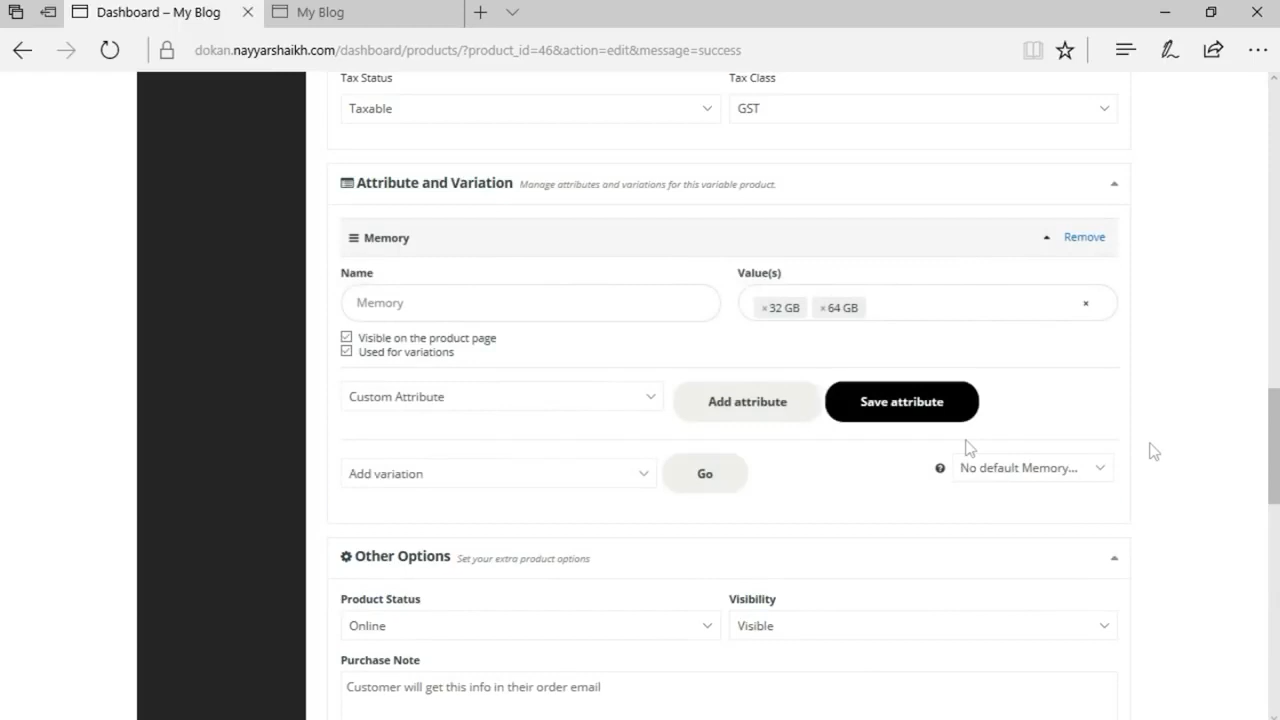 Dashboard – My Blog
My Blog
dokan.nayyarshaikh.com/dashboard/products/?product_id=46&action=edit&message=success
Tax Status
Tax Class
Taxable
GST
Attribute and Variation Manage attributes and variations for this variable product.
Memory
Remove
Name
Value(s)
Memory
×32 GB ×64 GB
×
Visible on the product page
Used for variations
Custom Attribute
Add attribute
Save attribute
Add variation
Go
No default Memory...
Other Options Set your extra product options
Product Status
Visibility
Online
Visible
Purchase Note
Customer will get this info in their order email